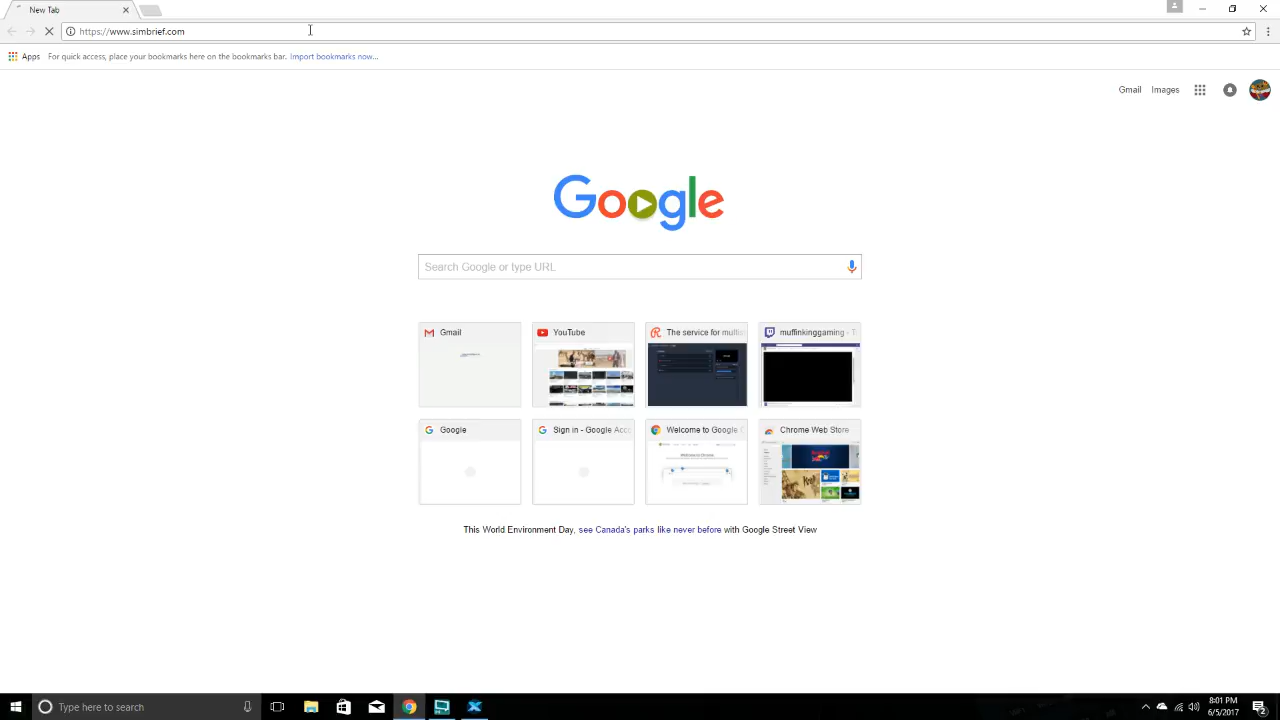 New Tab
https://www.simbrief.com
Apps For quick access, place your bookmarks here on the bookmarks bar. Import bookmarks now...
Gmail Images
Google
Search Google or type URL
Gmail
YouTube
The service for
muffinkinggaming - T
Google
Sign in - Google Acco
Welcome to Google C
Chrome Web Store
This World Environment Day, see Canada's parks like never before with Google Street View
Type here to search
8:01 PM
6/5/2017
2